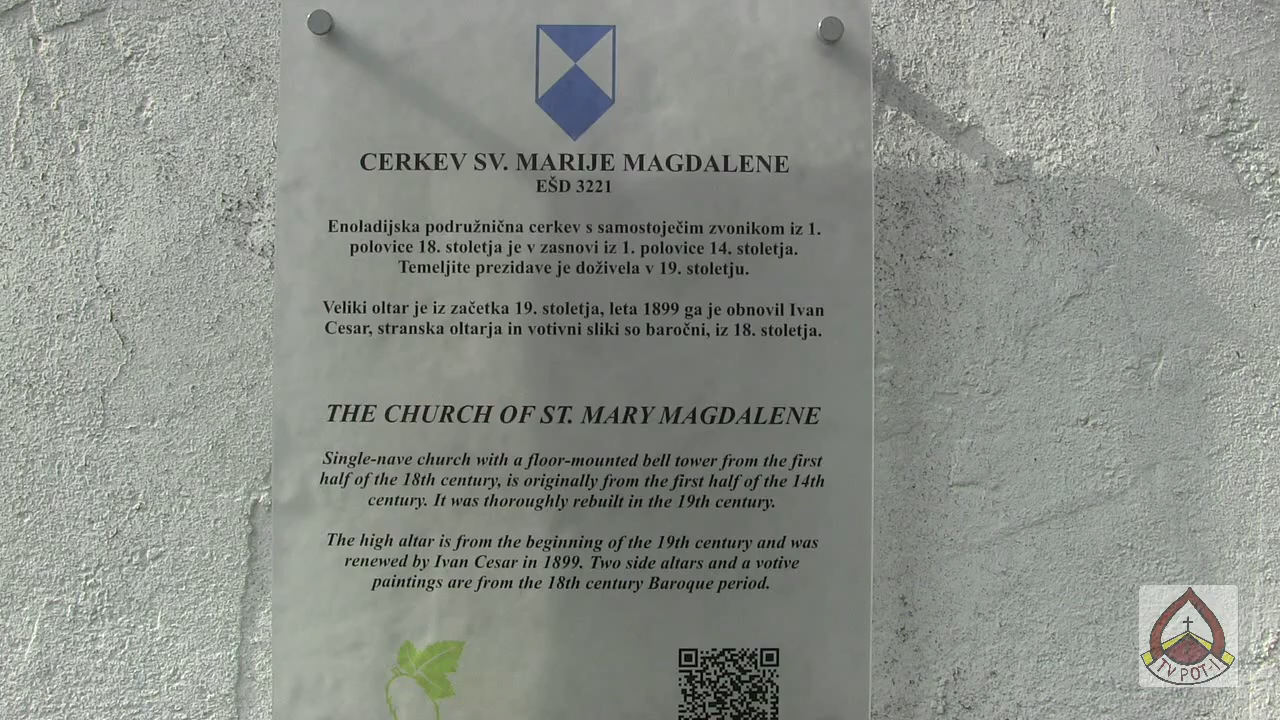 CERKEV SV. MARIJE MAGDALENE
EŠD 3221
Enoladijska podružnična cerkev s samostoječim zvonikom iz 1.
polovice 18. stoletja je v zasnovi iz 1. polovice 14. stoletja.
Temeljite prezidave je doživela v 19. stoletju.
Veliki oltar je iz začetka 19. stoletja, leta 1899 ga je obnovil Ivan
Cesar, stranska oltarja in votivni sliki so baročni, iz 18. stoletja.
THE CHURCH OF ST. MARY MAGDALENE
Single-nave church with a floor-mounted bell tower from the first
half of the 18th century, is originally from the first half of the 14th
century. It was thoroughly rebuilt in the 19th century.
The high altar is from the beginning of the 19th century and was
renewed by Ivan Cesar in 1899. Two side altars and a votive
paintings are from the 18th century Baroque period.
TV POT-1